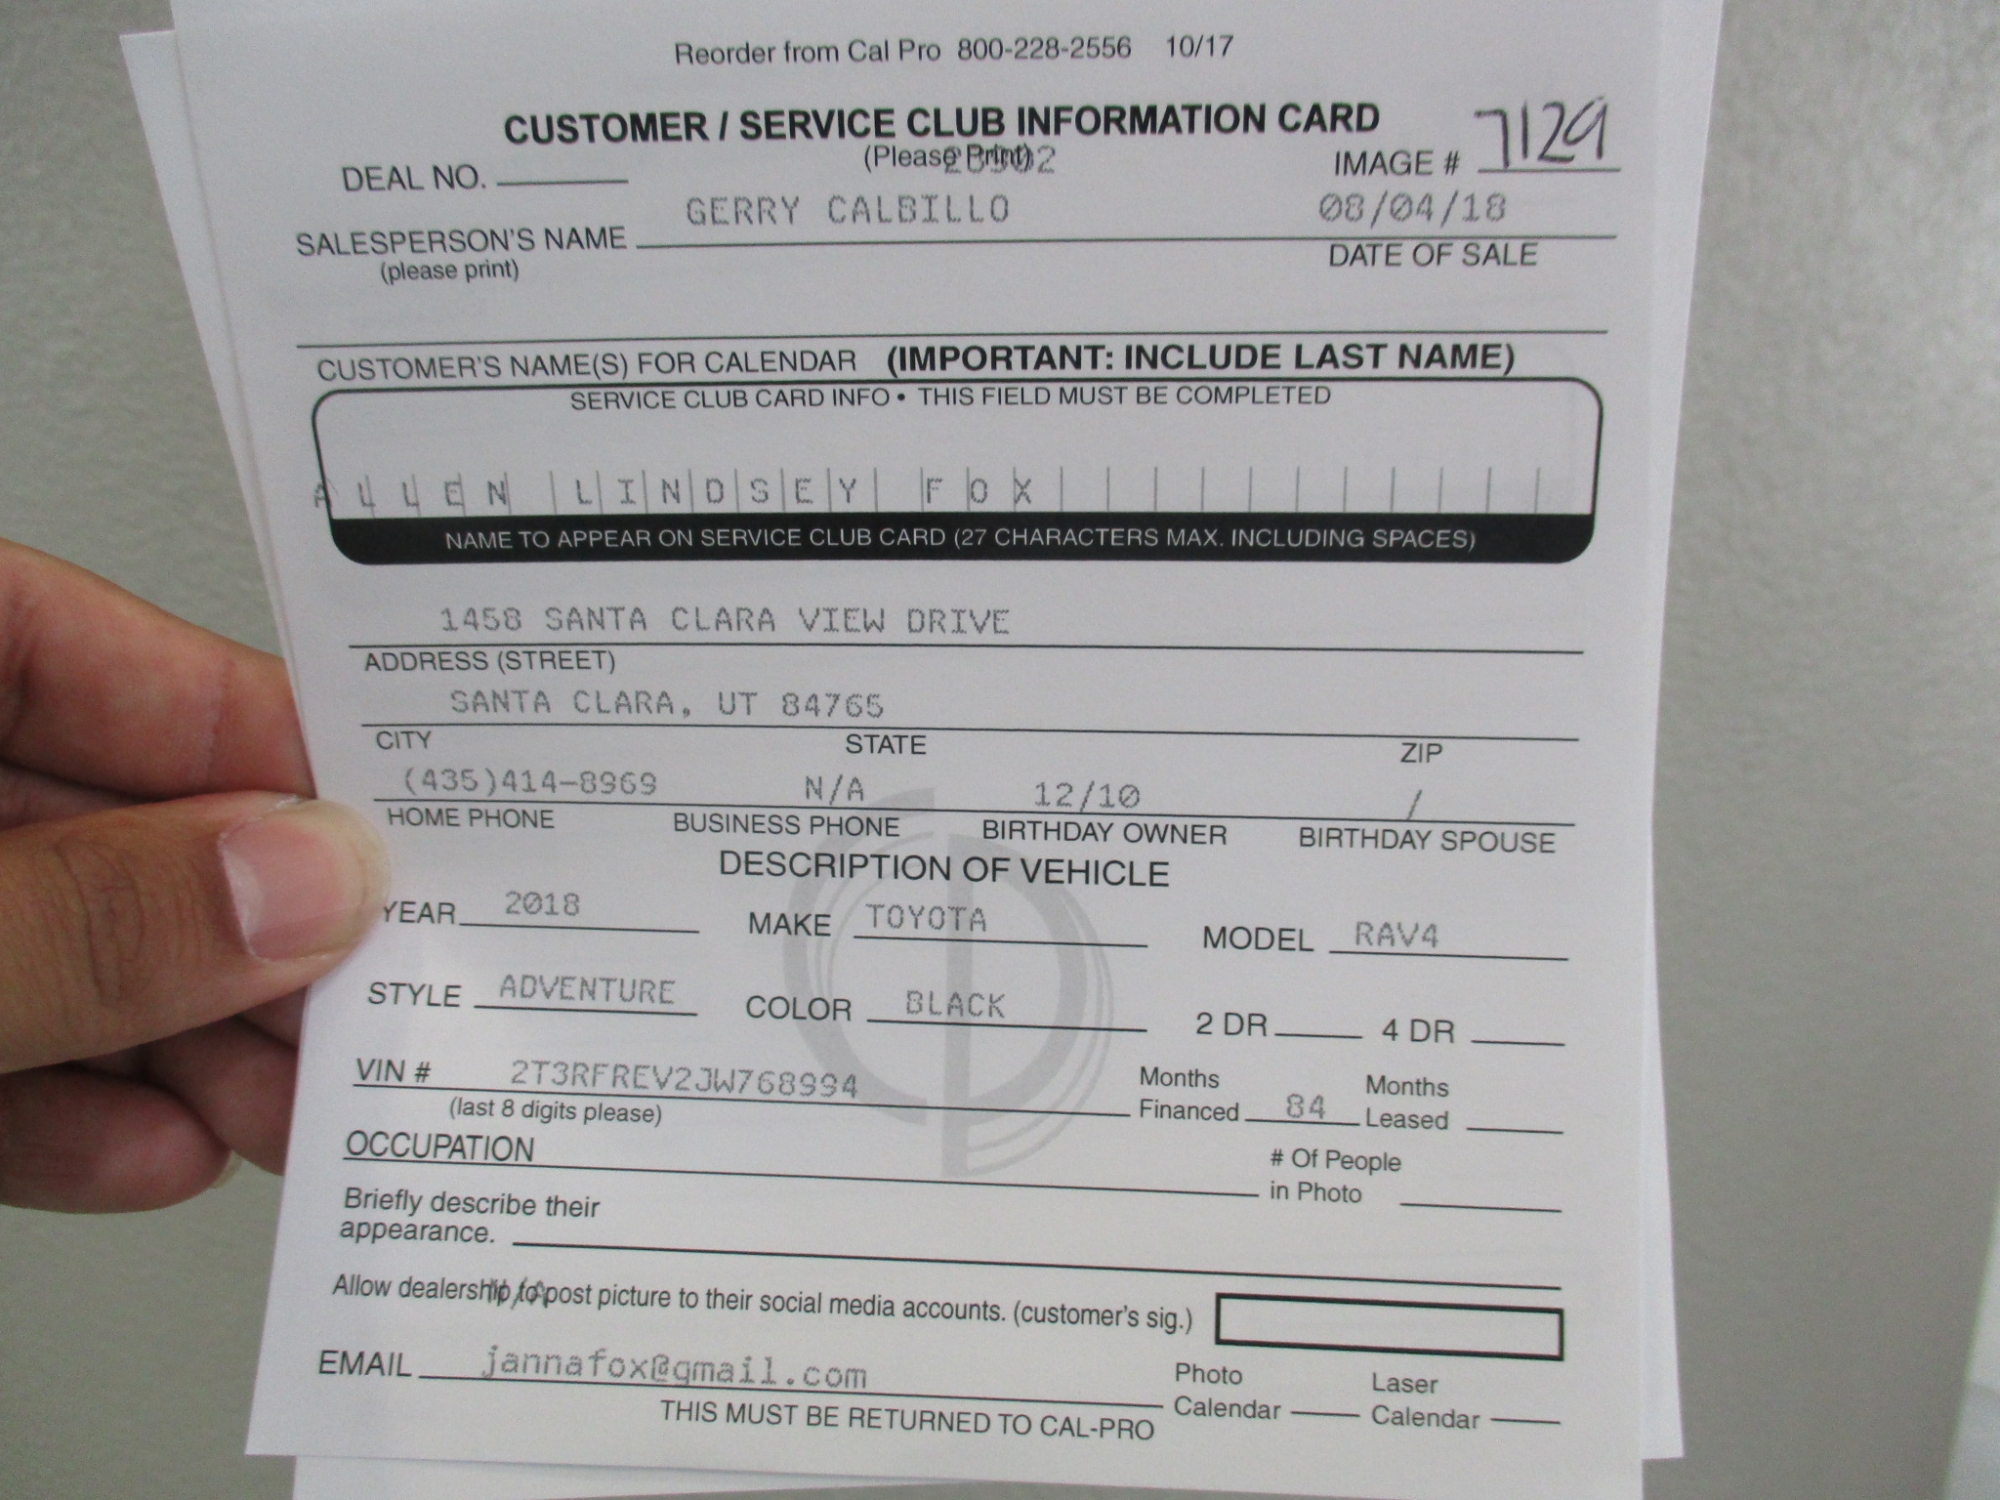 Reorder from Cal Pro 800-228-2556 10/17
CUSTOMER / SERVICE CLUB INFORMATION CARD
(Please Print)
DEAL NO.
IMAGE # 7129
GERRY CALBILLO 08/04/18
SALESPERSON'S NAME
DATE OF SALE
(please print)
CUSTOMER'S NAME(S) FOR CALENDAR (IMPORTANT: INCLUDE LAST NAME)
SERVICE CLUB CARD INFO • THIS FIELD MUST BE COMPLETED
ALLEN LINDSEY FOX
NAME TO APPEAR ON SERVICE CLUB CARD (27 CHARACTERS MAX. INCLUDING SPACES)
1458 SANTA CLARA VIEW DRIVE
ADDRESS (STREET)
SANTA CLARA, UT 84765
CITY STATE ZIP
(435)414-8969 N/A 12/10 /
HOME PHONE BUSINESS PHONE BIRTHDAY OWNER BIRTHDAY SPOUSE
DESCRIPTION OF VEHICLE
YEAR 2018 MAKE TOYOTA MODEL RAV4
STYLE ADVENTURE COLOR BLACK 2 DR 4 DR
VIN # 2T3RFREV2JW768994
(last 8 digits please)
Months Financed 84 Months Leased
OCCUPATION
# Of People
in Photo
Briefly describe their
appearance.
N/A
Allow dealership to post picture to their social media accounts. (customer's sig.)
EMAIL jannafox@gmail.com
Photo Calendar Laser Calendar
THIS MUST BE RETURNED TO CAL-PRO